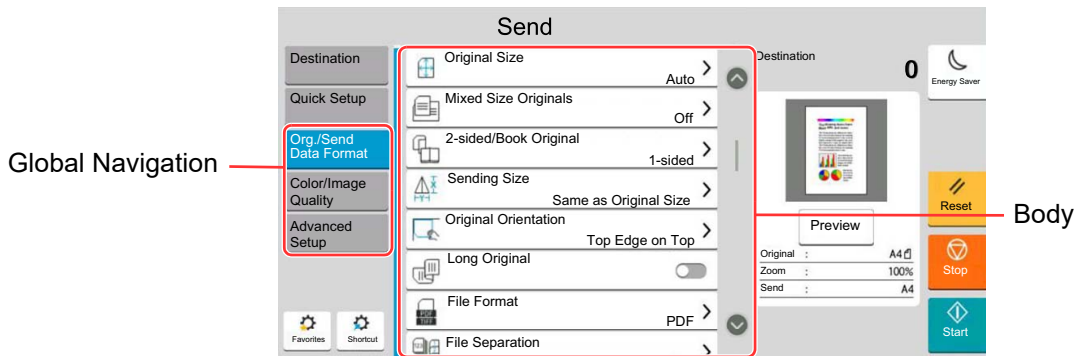 Send
Global Navigation
Destination
Quick Setup
Org./Send
Data Format
Color/Image
Quality
Advanced
Setup
Favorites
Shortcut
Original Size
Auto
Mixed Size Originals
Off
2-sided/Book Original
1-sided
Sending Size
Same as Original Size
Original Orientation
Top Edge on Top
Long Original
File Format
PDF
TIFF
PDF
File Separation
Destination
0
Preview
Original : A4
Zoom : 100%
Send : A4
Energy Saver
Reset
Stop
Start
Body